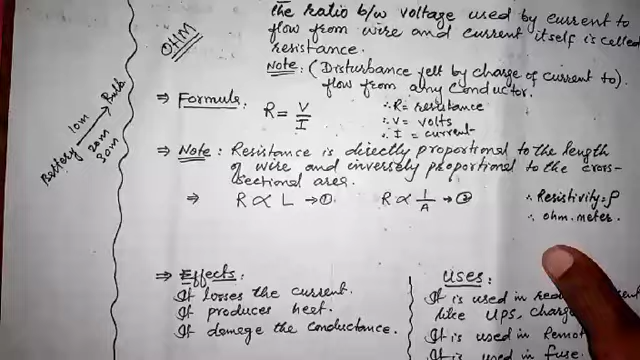 the Ratio b/w voltage used by current to
flow from wire and current itself is called
resistance.
OHM
Note: (Disturbance felt by charge of current to)
flow from any conductor.
⇒ Formula: R = V/I
∴ R = resistance
∴ V = volts
∴ I = current
Battery → Bulb
10m
20m
30m
⇒ Note: Resistance is directly proportional to the length
of wire and inversely proportional to the cross-
sectional area.
⇒ R ∝ L → ① R ∝ 1/A → ②
∴ Resistivity = ρ
∴ ohm.meter.
⇒ Effects:
It losses the current.
It produces heat.
It demage the conductance.
Uses:
It is used in
like UPS,
It is used in
It is used in fuse.